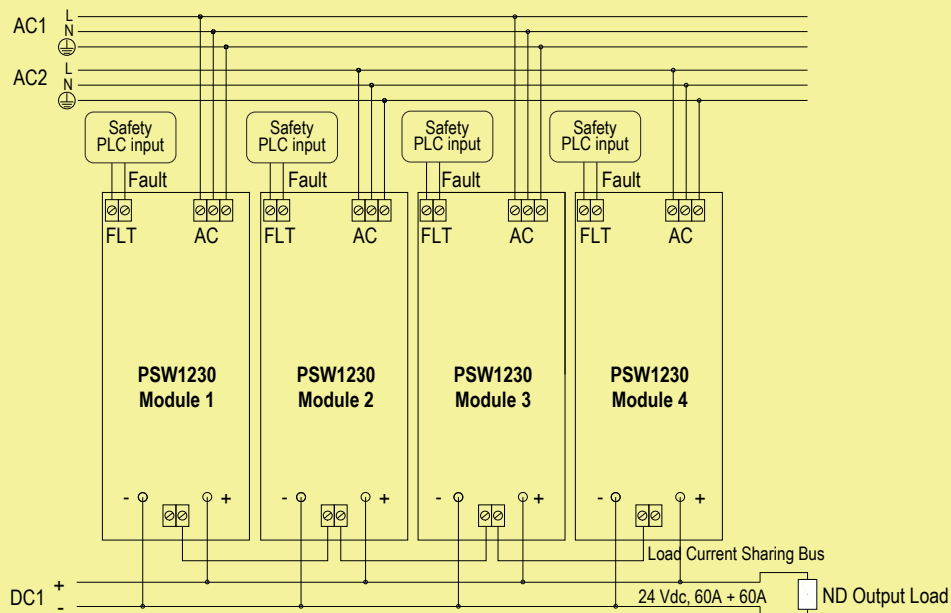 AC1 L
N
AC2 L
N
Safety PLC input
Safety PLC input
Safety PLC input
Safety PLC input
Fault
Fault
Fault
Fault
FLT AC
FLT AC
FLT AC
FLT AC
PSW1230
Module 1
PSW1230
Module 2
PSW1230
Module 3
PSW1230
Module 4
- +
- +
- +
- +
Load Current Sharing Bus
DC1 +
-
24 Vdc, 60A + 60A
ND Output Load